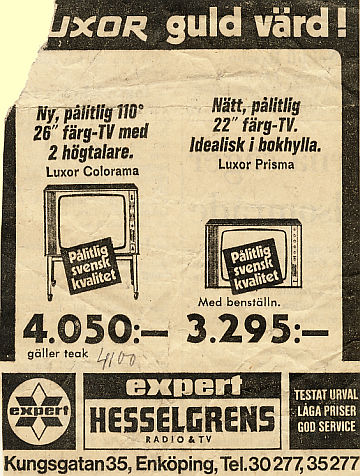 UXOR guld värd!
Ny, pålitlig 110°
26” färg-TV med
2 högtalare.
Luxor Colorama
Nätt, pålitlig
22” färg-TV.
Idealisk i bokhylla.
Luxor Prisma
Pålitlig
svensk
kvalitet
Pålitlig
svensk
kvalitet
Med benställn.
4.050:—
gäller teak 4100
3.295:—
expert
expert
HESSELGRENS
RADIO & TV
TESTAT URVAL
LÅGA PRISER
GOD SERVICE
Kungsgatan 35, Enköping, Tel. 30 277, 35 277